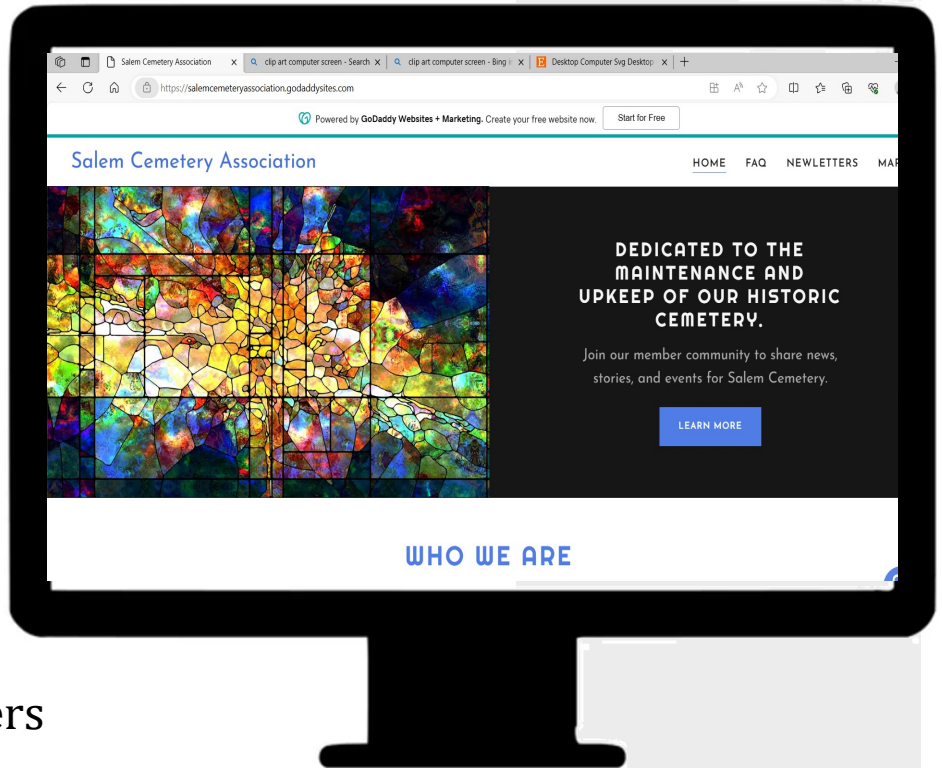 Salem Cemetery Association
clip art computer screen - Search
clip art computer screen - Bing
Desktop Computer Svg Desktop
https://salemcemeteryassociation.godaddysites.com
Powered by GoDaddy Websites + Marketing. Create your free website now.
Start for Free
Salem Cemetery Association
HOME FAQ NEWLETTERS
DEDICATED TO THE
MAINTENANCE AND
UPKEEP OF OUR HISTORIC
CEMETERY.
Join our member community to share news,
stories, and events for Salem Cemetery.
LEARN MORE
WHO WE ARE